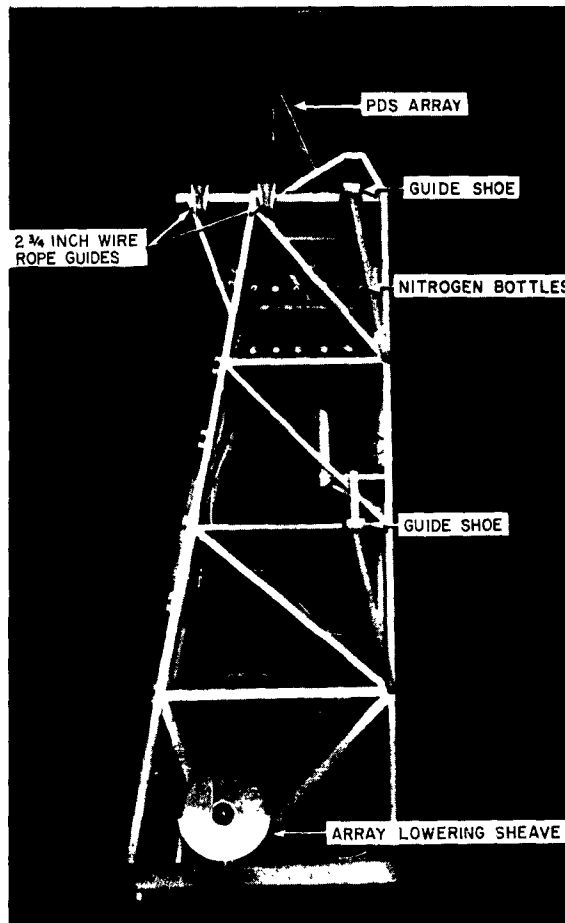 PDS ARRAY
GUIDE SHOE
2 3/4 INCH WIRE
ROPE GUIDES
NITROGEN BOTTLES
GUIDE SHOE
ARRAY LOWERING SHEAVE